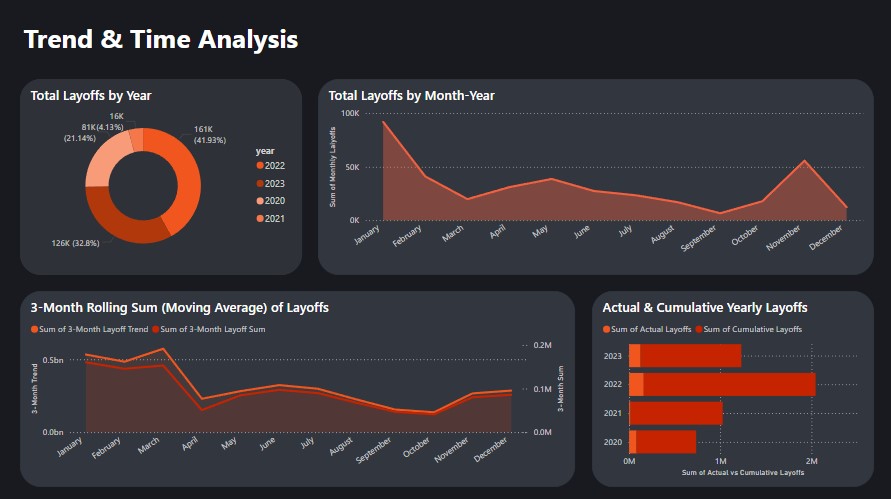 Trend & Time Analysis
Total Layoffs by Year
16K
(4.13%)
81K
(21.14%)
161K
(41.93%)
126K (32.8%)
year
2022
2023
2020
2021
Total Layoffs by Month-Year
Sum of Monthly
100K
50K
0K
January
February
March
April
May
June
July
August
September
October
November
December
3-Month Rolling Sum (Moving Average) of Layoffs
Sum of 3-Month Layoff Trend
Sum of 3-Month Layoff Sum
3-Month Trend
0.5bn
0.0bn
0.2M
0.1M
0.0M
3-Month Sum
January
February
March
April
May
June
July
August
September
October
November
December
Actual & Cumulative Yearly Layoffs
Sum of Actual Layoffs
Sum of Cumulative Layoffs
2023
2022
2021
2020
0M
1M
2M
Sum of Actual vs Cumulative Layoffs